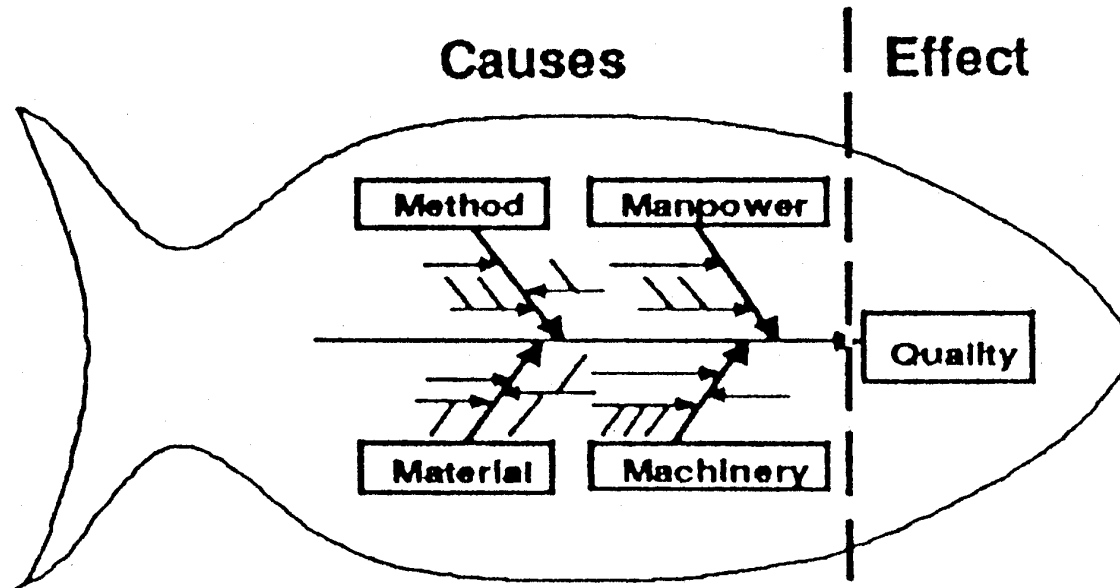 Causes
Effect
Method
Manpower
Quality
Material
Machinery